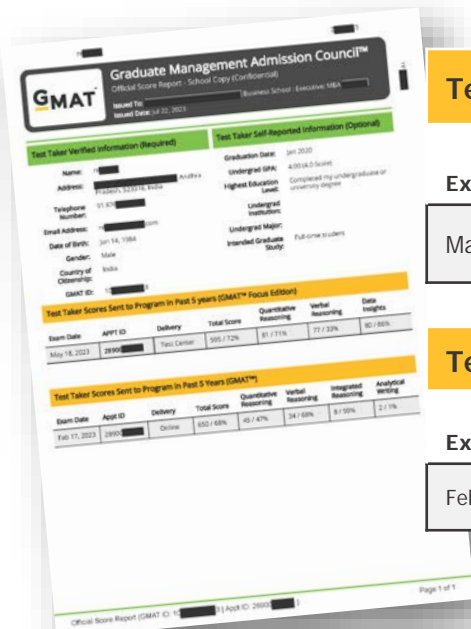 GMAT
Graduate Management Admission Council™
Official Score Report - School Copy (Confidential)
Issued To: Business School : Executive MBA
Issued Date: Jul 22, 2023
Test Taker Verified Information (Required)
Name:
Address: Andhra
Pradesh, India
Telephone Number:
Email Address: com
Date of Birth: Jun 14, 1984
Gender: Male
Country of Citizenship: India
GMAT ID:
Test Taker Self-Reported Information (Optional)
Graduation Date: Jan 2020
Undergrad GPA: 4.00 (4.0 Score)
Highest Education Level: Completed my undergraduate or university degree
Undergrad Institution:
Undergrad Major:
Intended Graduate Study: Full-time student
Test Taker Scores Sent to Program in Past 5 years (GMAT™ Focus Edition)
Exam Date APPT ID Delivery Total Score Quantitative Reasoning Verbal Reasoning Data Insights
May 18, 2023 28900 Test Center 595 / 72% 81 / 71% 77 / 33% 80 / 86%
Test Taker Scores Sent to Program in Past 5 Years (GMAT™)
Exam Date Appt ID Delivery Total Score Quantitative Reasoning Verbal Reasoning Integrated Reasoning Analytical Writing
Feb 17, 2023 28900 Online 650 / 68% 45 / 47% 34 / 68% 8 / 90% 2 / 1%
Official Score Report (GMAT ID: 10 | Appt ID: 28900 )
Page 1 of 1
Te
Ex
Ma
Te
Ex
Fe